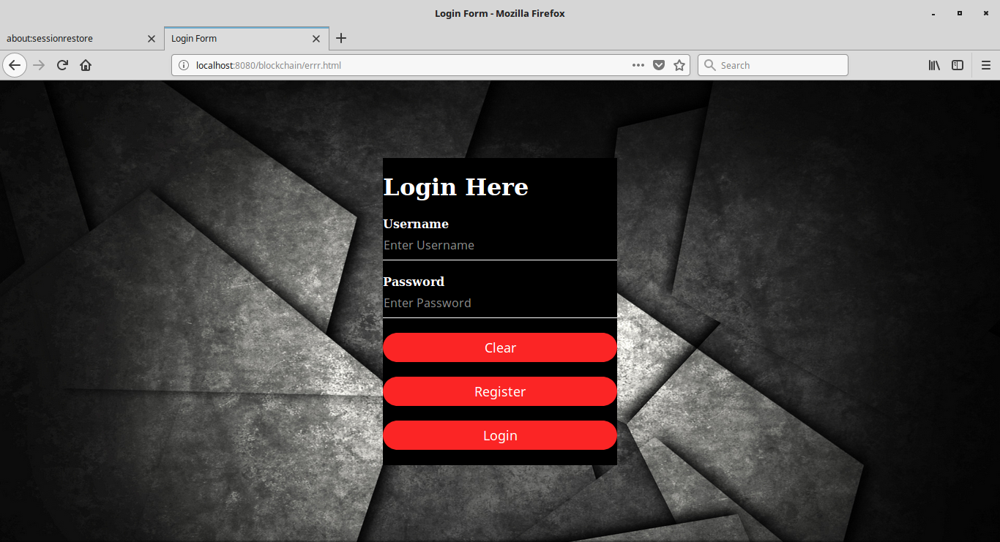 Login Form - Mozilla Firefox
about:sessionrestore
Login Form
localhost:8080/blockchain/errr.html
Search
Login Here
Username
Enter Username
Password
Enter Password
Clear
Register
Login